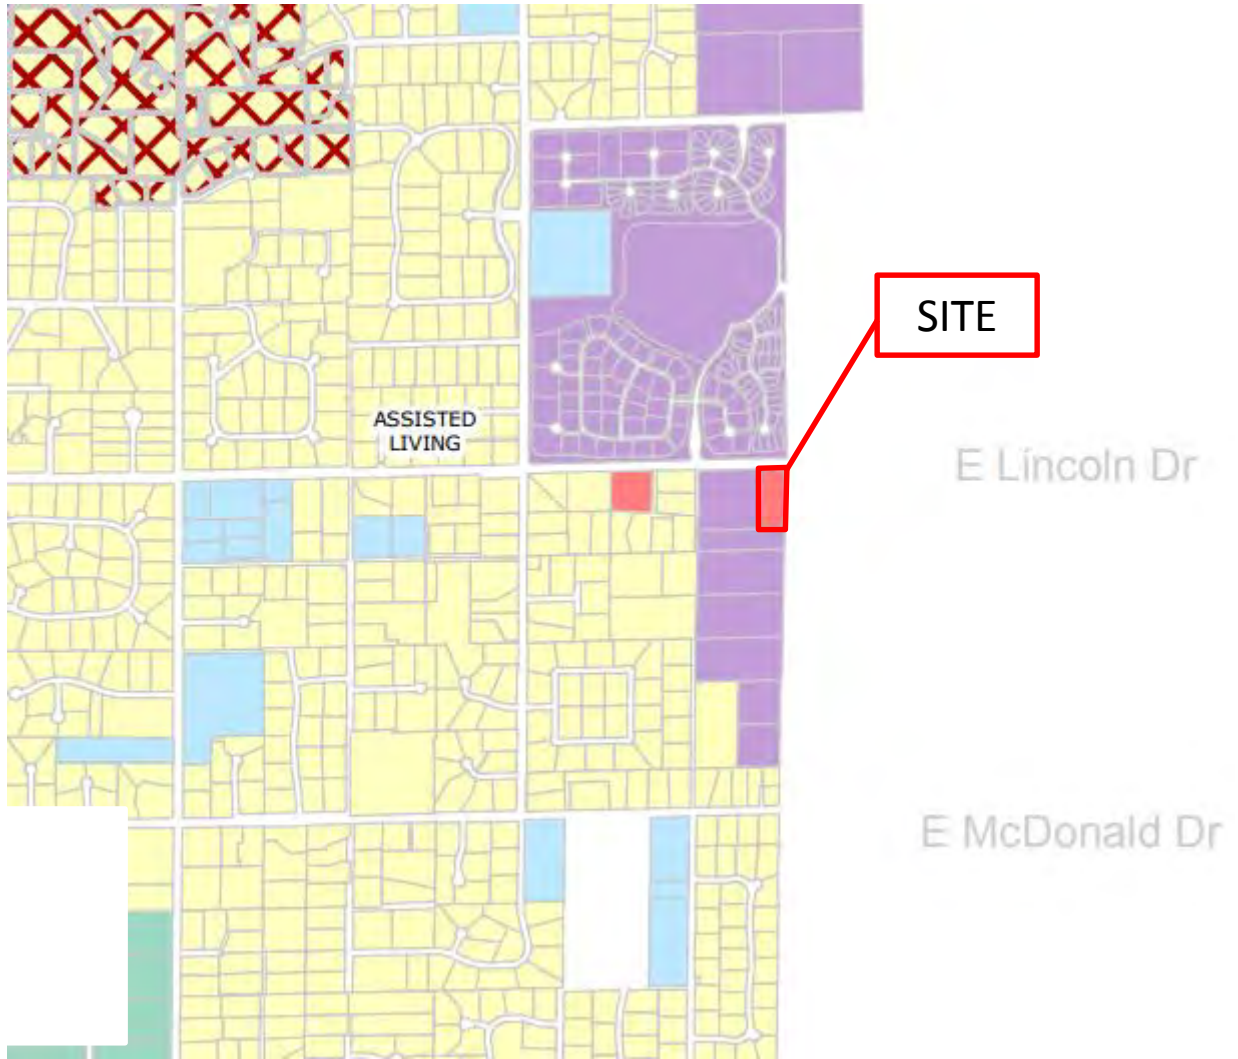 SITE
ASSISTED
LIVING
E Lincoln Dr
E McDonald Dr